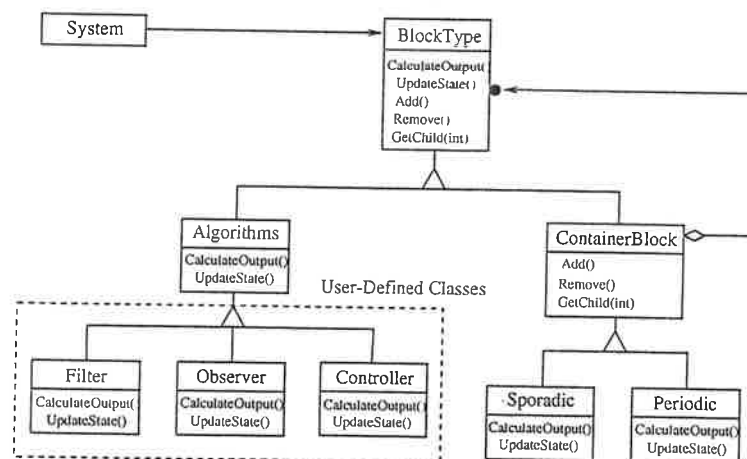 System
BlockType
CalculateOutput(
UpdateState()
Add()
Remove()
GetChild(int)
Algorithms
CalculateOutput()
UpdateState()
ContainerBlock
Add()
Remove()
GetChild(int)
User-Defined Classes
Filter
CalculateOutput(
UpdateState()
Observer
CalculateOutput()
UpdateState()
Controller
CalculateOutput()
UpdateState()
Sporadic
CalculateOutput()
UpdateState()
Periodic
CalculateOutput()
UpdateState()